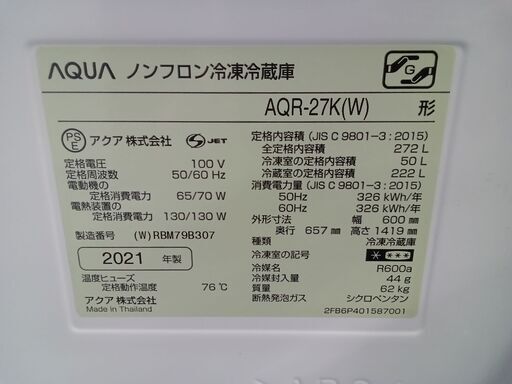 AQUA ノンフロン冷凍冷蔵庫
G
AQR-27K(W) 形
PS E アクア 株式会社 S JET
定格電圧 100 V
定格周波数 50/60 Hz
電動機の
定格消費電力 65/70 W
電熱装置の
定格消費電力 130/130 W
製造番号 (W)RBM79B307
2021 年製
温度ヒューズ
定格動作温度 76℃
アクア 株式会社
Made in Thailand
定格内容積 (JIS C 9801-3 : 2015)
全定格内容積 272 L
冷凍室の定格内容積 50 L
冷蔵室の定格内容積 222 L
消費電力量 (JIS C 9801-3 : 2015)
50Hz 326 kWh/年
60Hz 326 kWh/年
外形寸法 幅 600 ㎜
奥行 657 ㎜ 高さ 1419 ㎜
種類 冷凍冷蔵庫
冷凍室の記号 ****
冷媒名 R600a
冷媒封入量 44 g
質量 62 kg
断熱発泡ガス シクロペンタン
2FB6P401587001